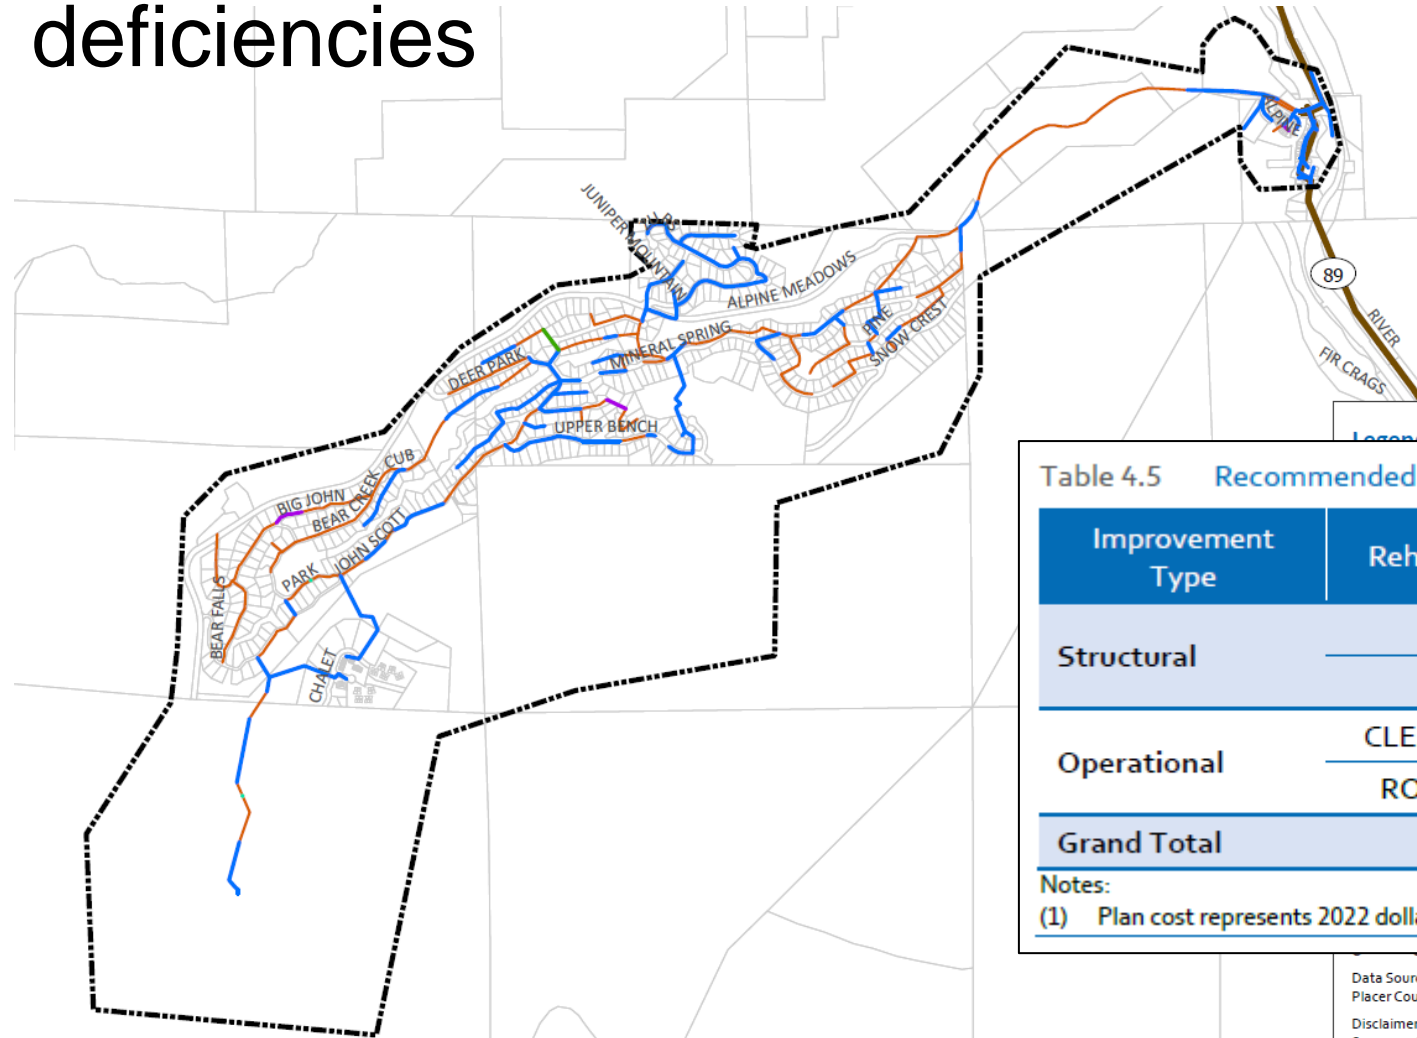 deficiencies
ALPINE
JUNIPER MOUNTAIN
ALPINE MEADOWS
89
RIVER
FIR CRAGS
PINE
SNOW CREST
MINERAL SPRING
DEER PARK
UPPER BENCH
CUB
BIG JOHN
BEAR CREEK
JOHN SCOTT
PARK
BEAR FALLS
CHALET
Table 4.5 Recommended
Improvement
Type
Reh
Structural
CLE
Operational
RO
Grand Total
Notes:
(1) Plan cost represents 2022 dolla
Data Sour
Placer Cou
Disclaimer